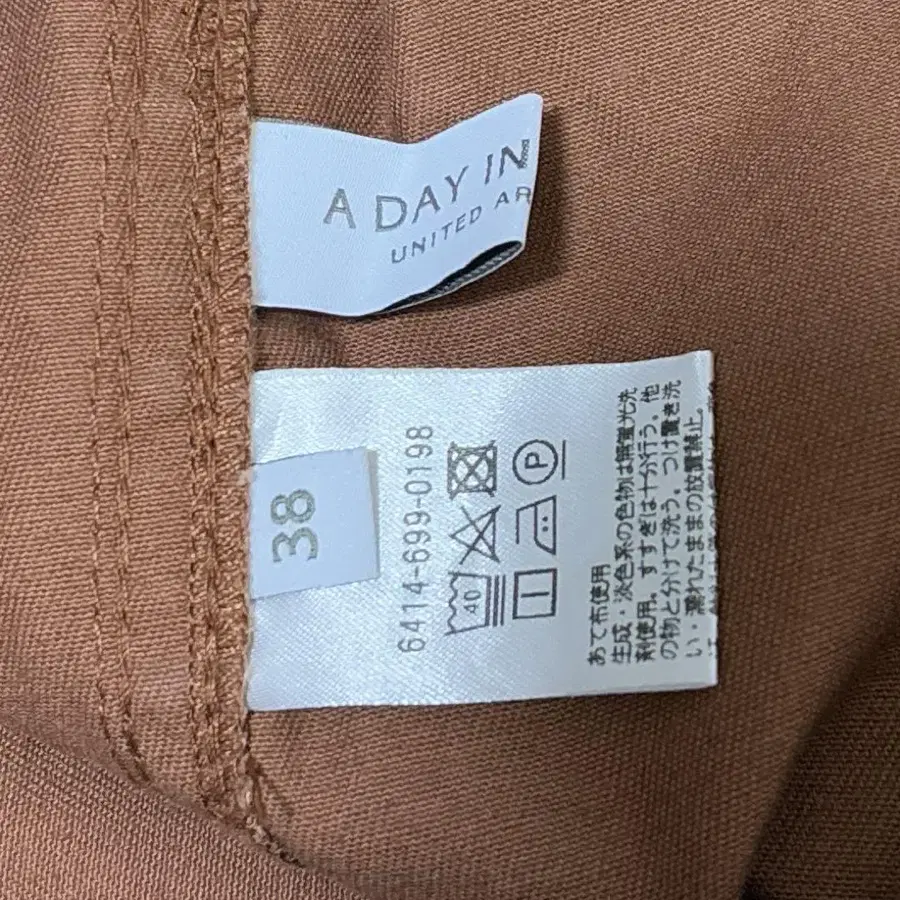 A DAY IN
UNITED AR
38
6414-699-0198
40
P
あて布使用
生成・淡色系の色物は無蛍光洗
剤使用。すすぎは十分行う。他
の物と分けて洗う。つけ置き洗
い・濡れたままの放置禁止